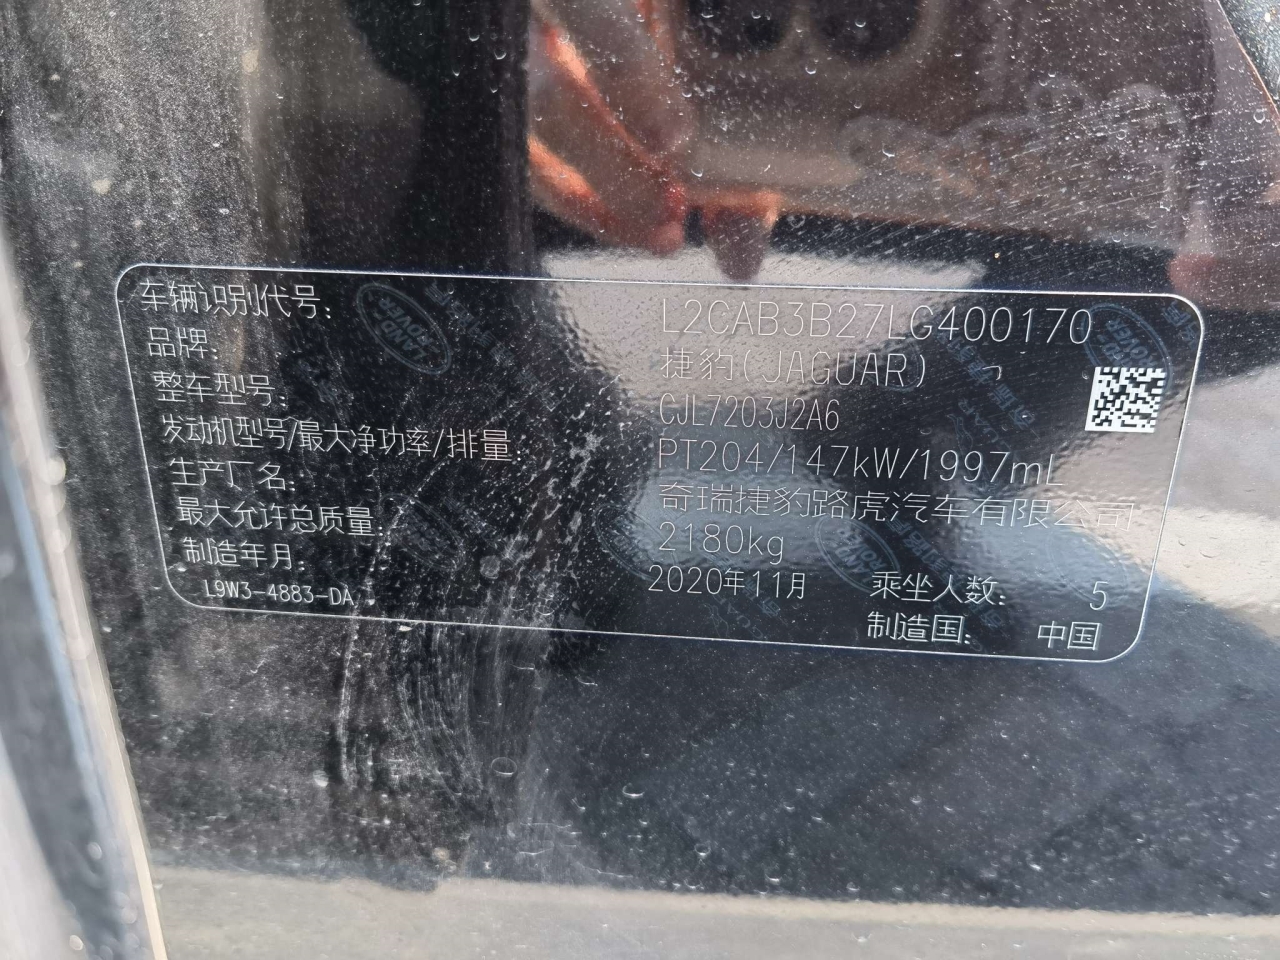 车辆识别代号: L2CAB3B27LG400170
品牌: 捷豹(JAGUAR)
整车型号: CJL7203J2A6
发动机型号/最大净功率/排量: PT204/147kW/1997mL
生产厂名: 奇瑞捷豹路虎汽车有限公司
最大允许总质量: 2180kg
制造年月: 2020年11月 乘坐人数: 5
L9W3-4883-DA 制造国: 中国
LAND ROVER